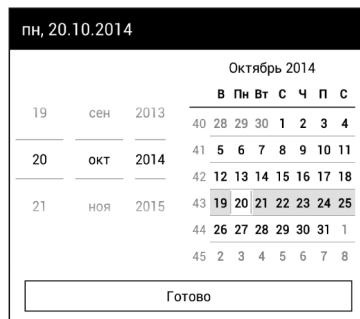 пн, 20.10.2014
19 сен 2013
20 окт 2014
21 ноя 2015
Октябрь 2014
В Пн Вт С Ч П С
40 28 29 30 1 2 3 4
41 5 6 7 8 9 10 11
42 12 13 14 15 16 17 18
43 19 20 21 22 23 24 25
44 26 27 28 29 30 31 1
45 2 3 4 5 6 7 8
Готово